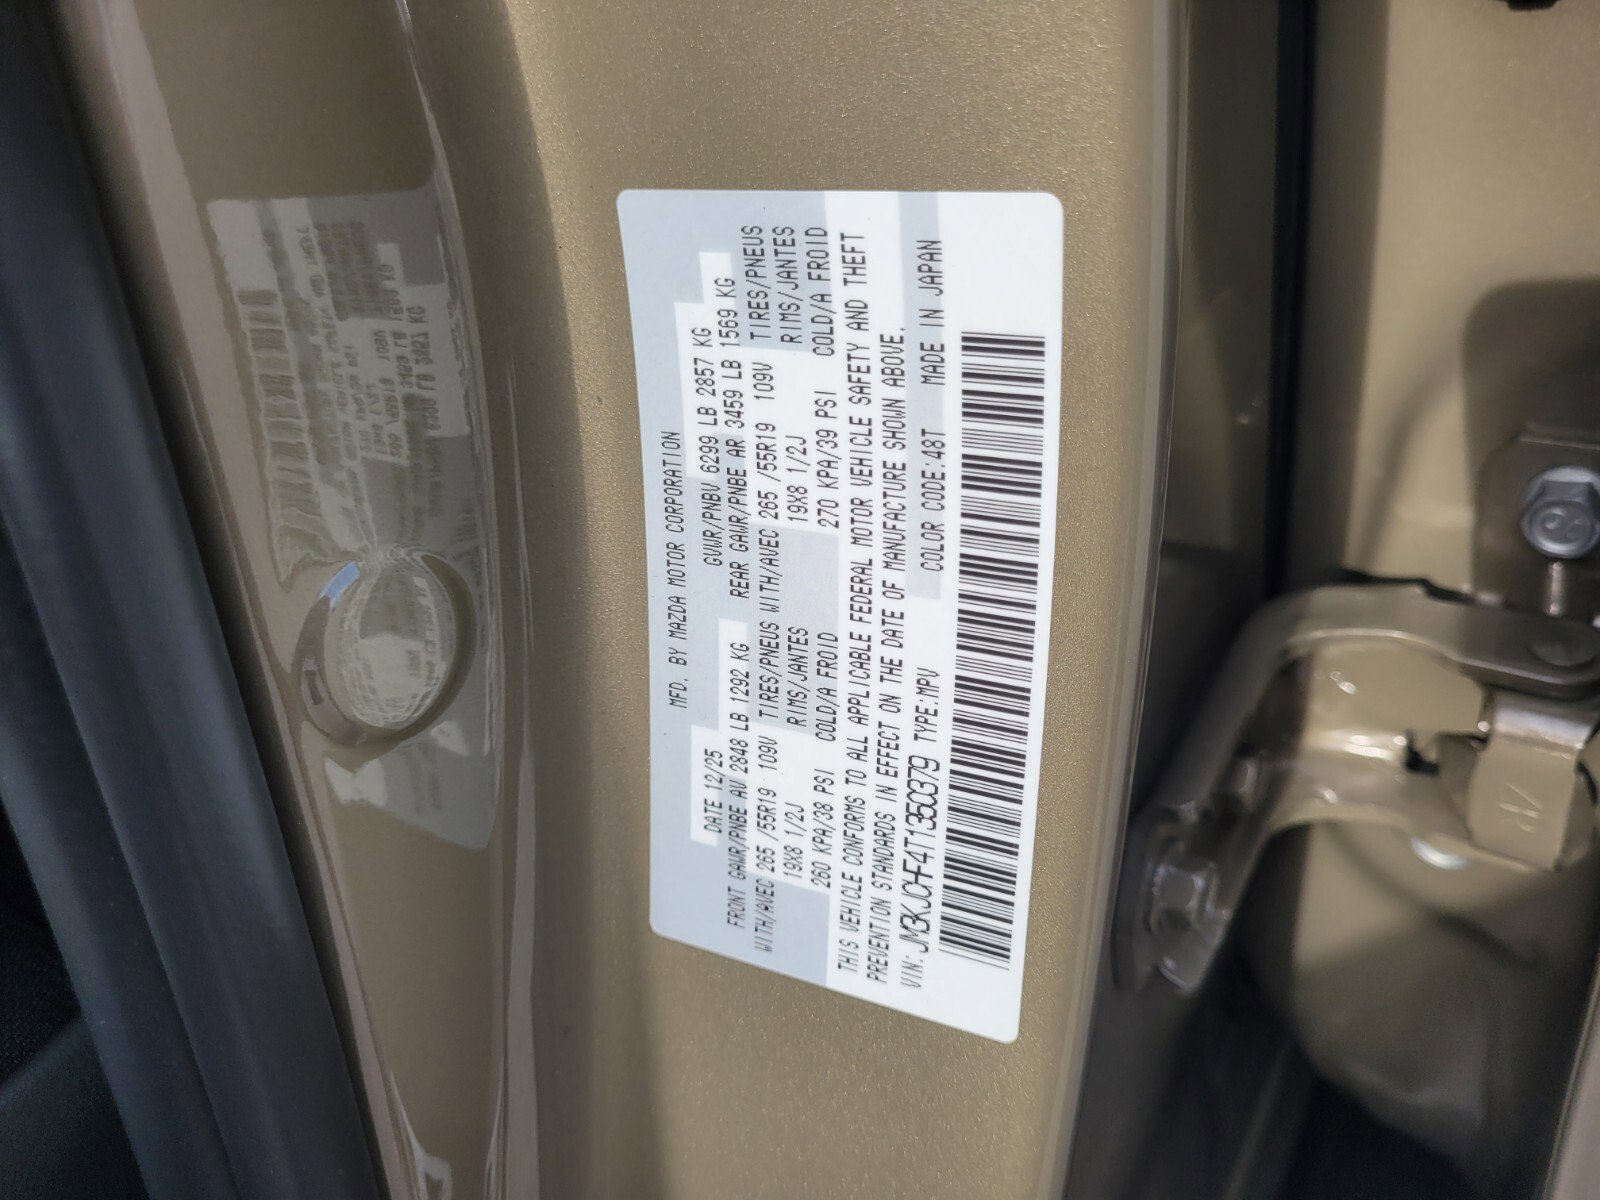 MFD. BY MAZDA MOTOR CORPORATION
DATE 12/25 GVWR/PNBV 6299 LB 2857 KG
FRONT GAWR/PNBE AV 2848 LB 1292 KG REAR GAWR/PNBE AR 3459 LB 1569 KG
WITH/AVEC 265 /55R19 109V TIRES/PNEUS WITH/AVEC 265 /55R19 109V TIRES/PNEUS
19X8 1/2J RIMS/JANTES 19X8 1/2J RIMS/JANTES
260 KPA/38 PSI COLD/A FROID 270 KPA/39 PSI COLD/A FROID
THIS VEHICLE CONFORMS TO ALL APPLICABLE FEDERAL MOTOR VEHICLE SAFETY AND THEFT
PREVENTION STANDARDS IN EFFECT ON THE DATE OF MANUFACTURE SHOWN ABOVE.
VIN: JM3KJCHF4T1350379 TYPE:MPV COLOR CODE:48T MADE IN JAPAN